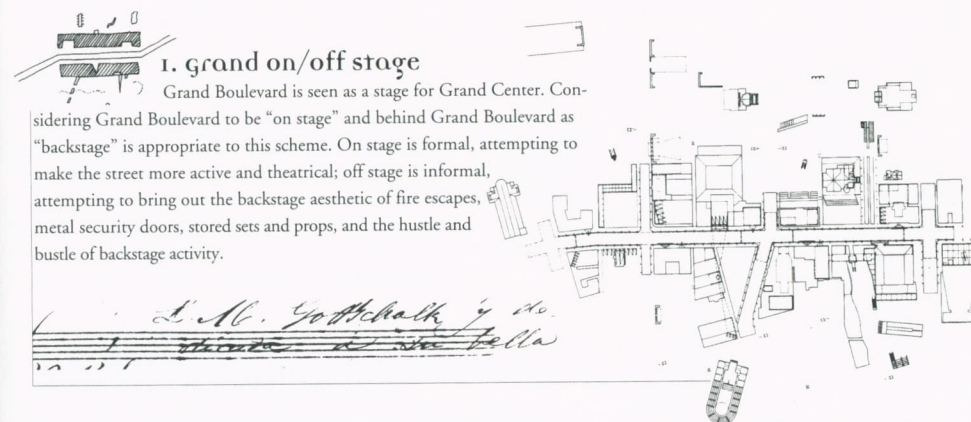 1. grand on/off stage
Grand Boulevard is seen as a stage for Grand Center. Con-
sidering Grand Boulevard to be “on stage” and behind Grand Boulevard as
“backstage” is appropriate to this scheme. On stage is formal, attempting to
make the street more active and theatrical; off stage is informal,
attempting to bring out the backstage aesthetic of fire escapes,
metal security doors, stored sets and props, and the hustle and
bustle of backstage activity.
L. M. Gottschalk y de
a su bella